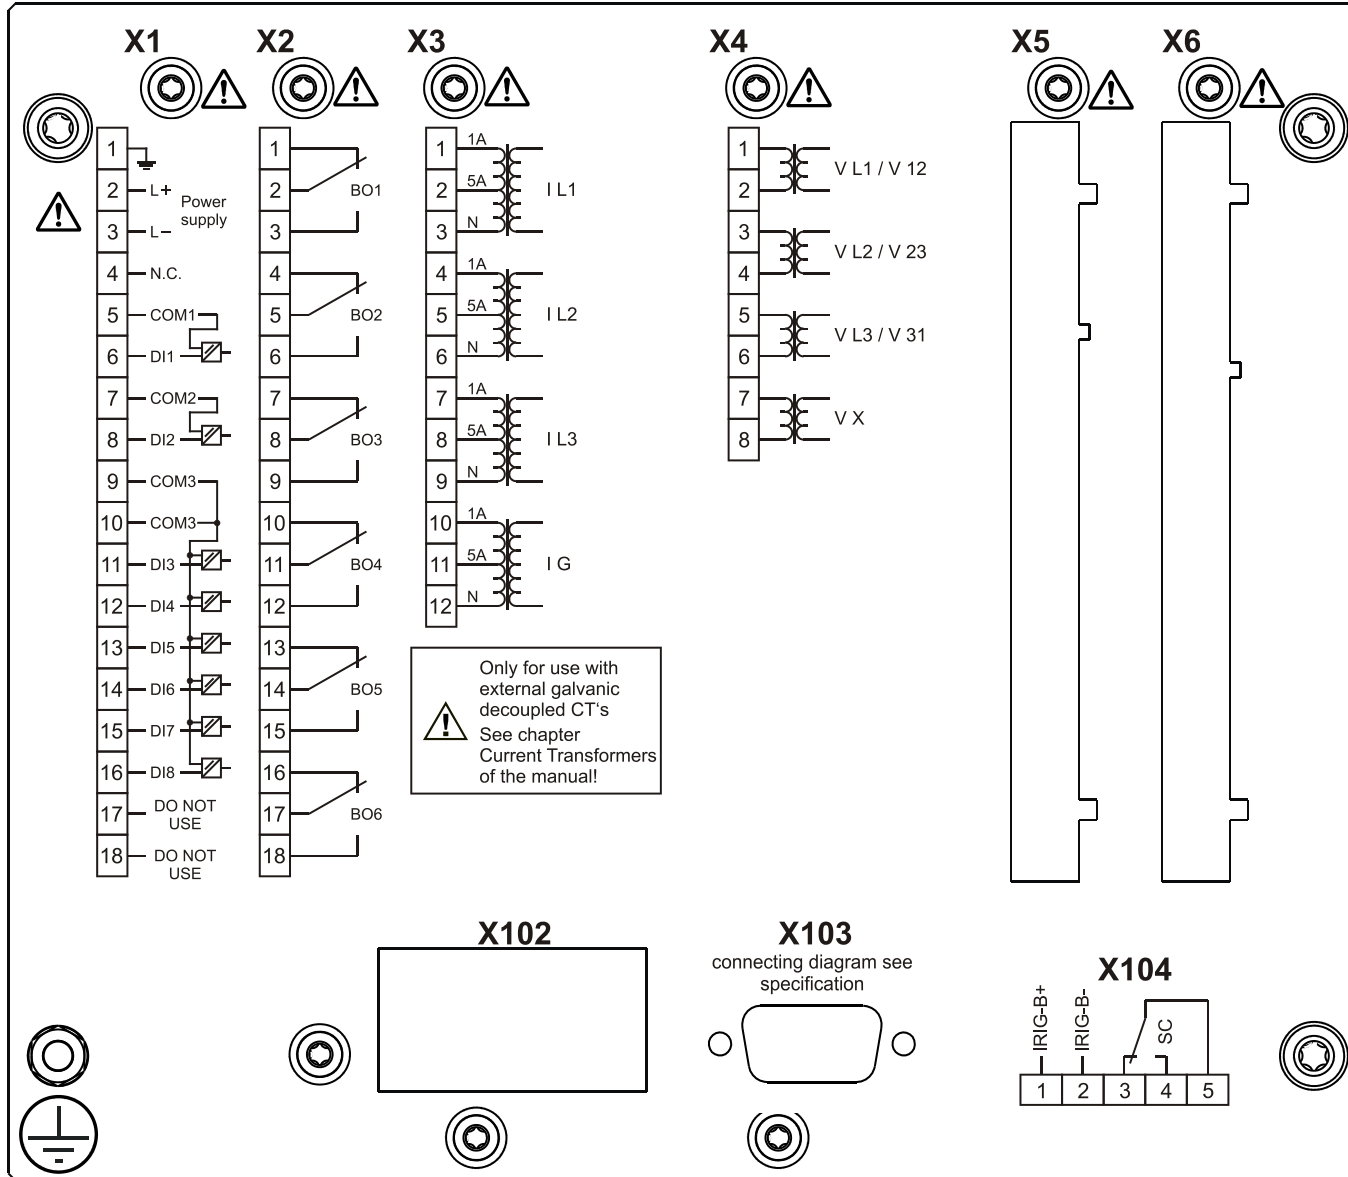 X1
X2
X3
X4
X5
X6
1
2 L+
3 L−
Power
supply
4 N.C.
5 COM1
6 DI1
7 COM2
8 DI2
9 COM3
10 COM3
11 DI3
12 DI4
13 DI5
14 DI6
15 DI7
16 DI8
17 DO NOT
USE
18 DO NOT
USE
1
2 BO1
3
4
5 BO2
6
7
8 BO3
9
10
11 BO4
12
13
14 BO5
15
16
17 BO6
18
1 1A
2 5A I L1
3 N
4 1A
5 5A I L2
6 N
7 1A
8 5A I L3
9 N
10 1A
11 5A I G
12 N
Only for use with
external galvanic
decoupled CT‘s
See chapter
Current Transformers
of the manual!
1
V L1 / V 12
2
3
V L2 / V 23
4
5
V L3 / V 31
6
7
V X
8
X102
X103
connecting diagram see
specification
X104
IRIG-B+
IRIG-B-
SC
1 2 3 4 5